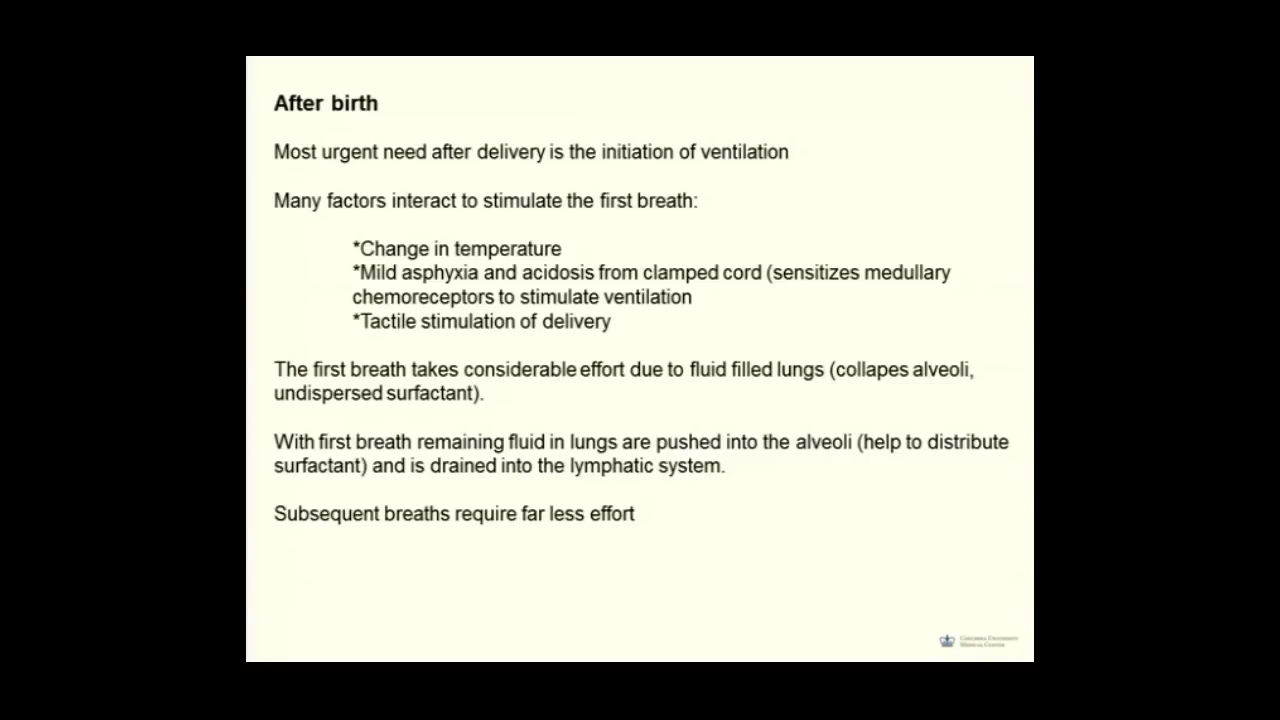 After birth
Most urgent need after delivery is the initiation of ventilation
Many factors interact to stimulate the first breath:
*Change in temperature
*Mild asphyxia and acidosis from clamped cord (sensitizes medullary
chemoreceptors to stimulate ventilation
*Tactile stimulation of delivery
The first breath takes considerable effort due to fluid filled lungs (collapes alveoli,
undispersed surfactant).
With first breath remaining fluid in lungs are pushed into the alveoli (help to distribute
surfactant) and is drained into the lymphatic system.
Subsequent breaths require far less effort
Columbia University
Medical Center